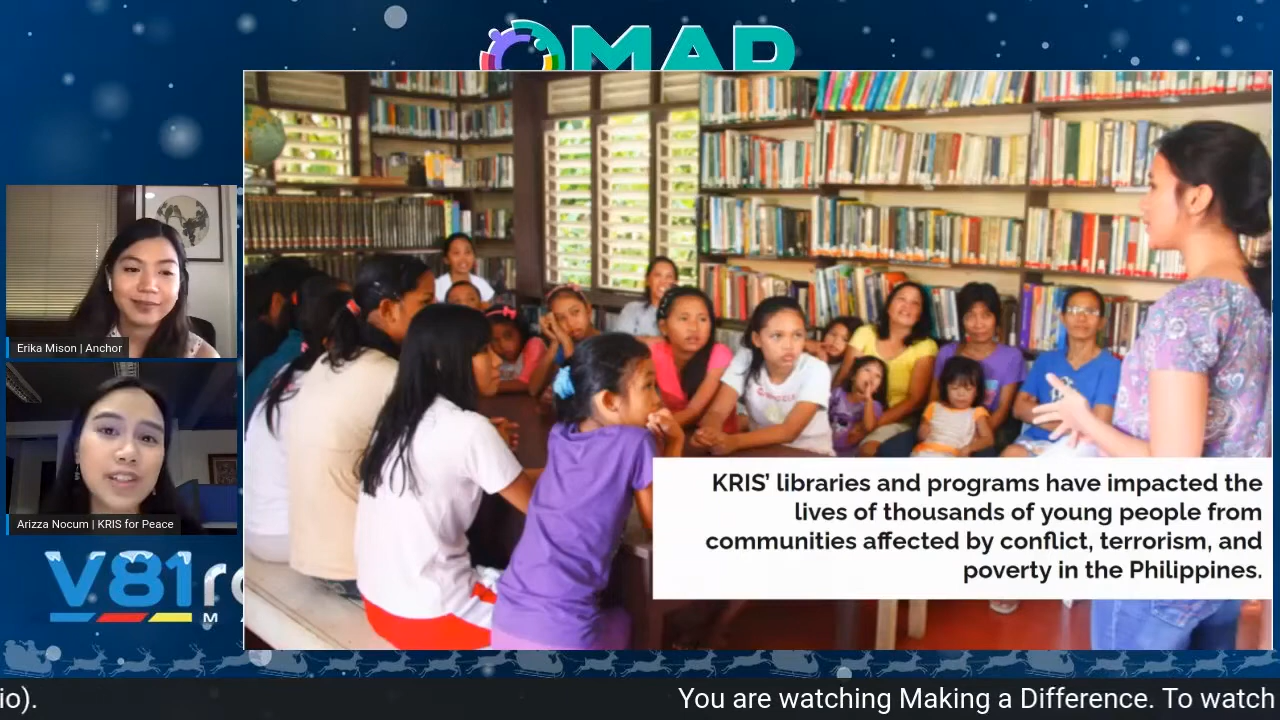 MAD
Erika Mison | Anchor
Arizza Nocum | KRIS for Peace
V81r
M A
KRIS' libraries and programs have impacted the
lives of thousands of young people from
communities affected by conflict, terrorism, and
poverty in the Philippines.
io). You are watching Making a Difference. To watch